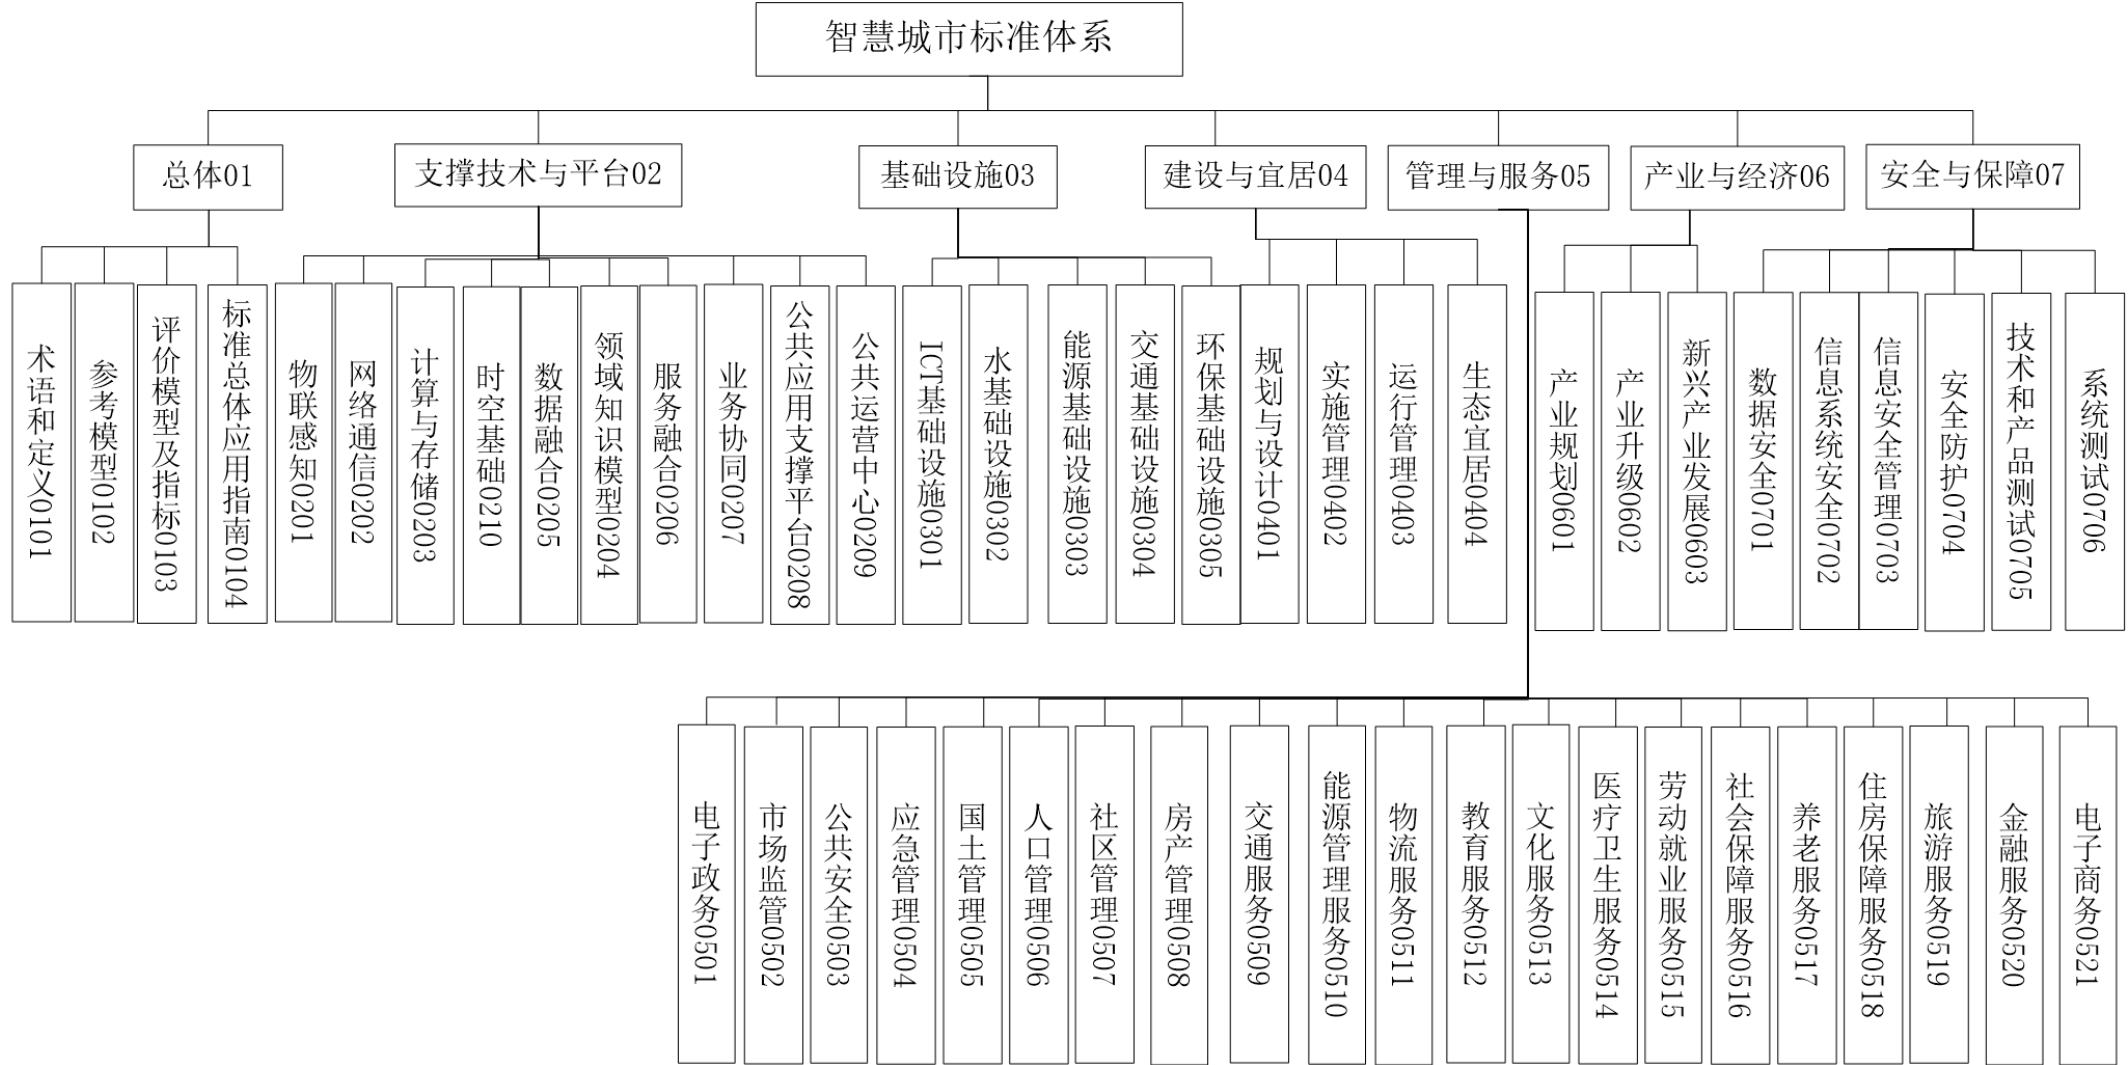 智慧城市标准体系
总体01
支撑技术与平台02
基础设施03
建设与宜居04
管理与服务05
产业与经济06
安全与保障07
术语和定义0101
参考模型0102
评价模型及指标0103
标准总体应用指南0104
物联感知0201
网络通信0202
计算与存储0203
时空基础0210
数据融合0205
领域知识模型0204
服务融合0206
业务协同0207
公共应用支撑平台0208
公共运营中心0209
ICT基础设施0301
水基础设施0302
能源基础设施0303
交通基础设施0304
环保基础设施0305
规划与设计0401
实施管理0402
运行管理0403
生态宜居0404
产业规划0601
产业升级0602
新兴产业发展0603
数据安全0701
信息系统安全0702
信息安全管理0703
安全防护0704
技术和产品测试0705
系统测试0706
电子政务0501
市场监管0502
公共安全0503
应急管理0504
国土管理0505
人口管理0506
社区管理0507
房产管理0508
交通服务0509
能源管理服务0510
物流服务0511
教育服务0512
文化服务0513
医疗卫生服务0514
劳动就业服务0515
社会保障服务0516
养老服务0517
住房保障服务0518
旅游服务0519
金融服务0520
电子商务0521